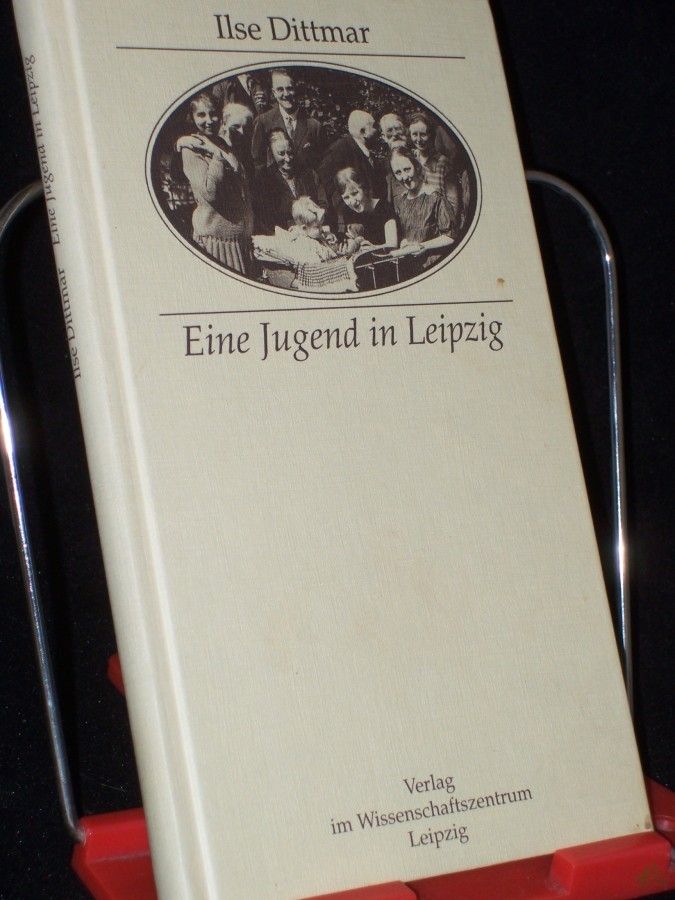 Ilse Dittmar
Eine Jugend in Leipzig
Verlag
im Wissenschaftszentrum
Leipzig
Ilse Dittmar Eine Jugend in Leipzig